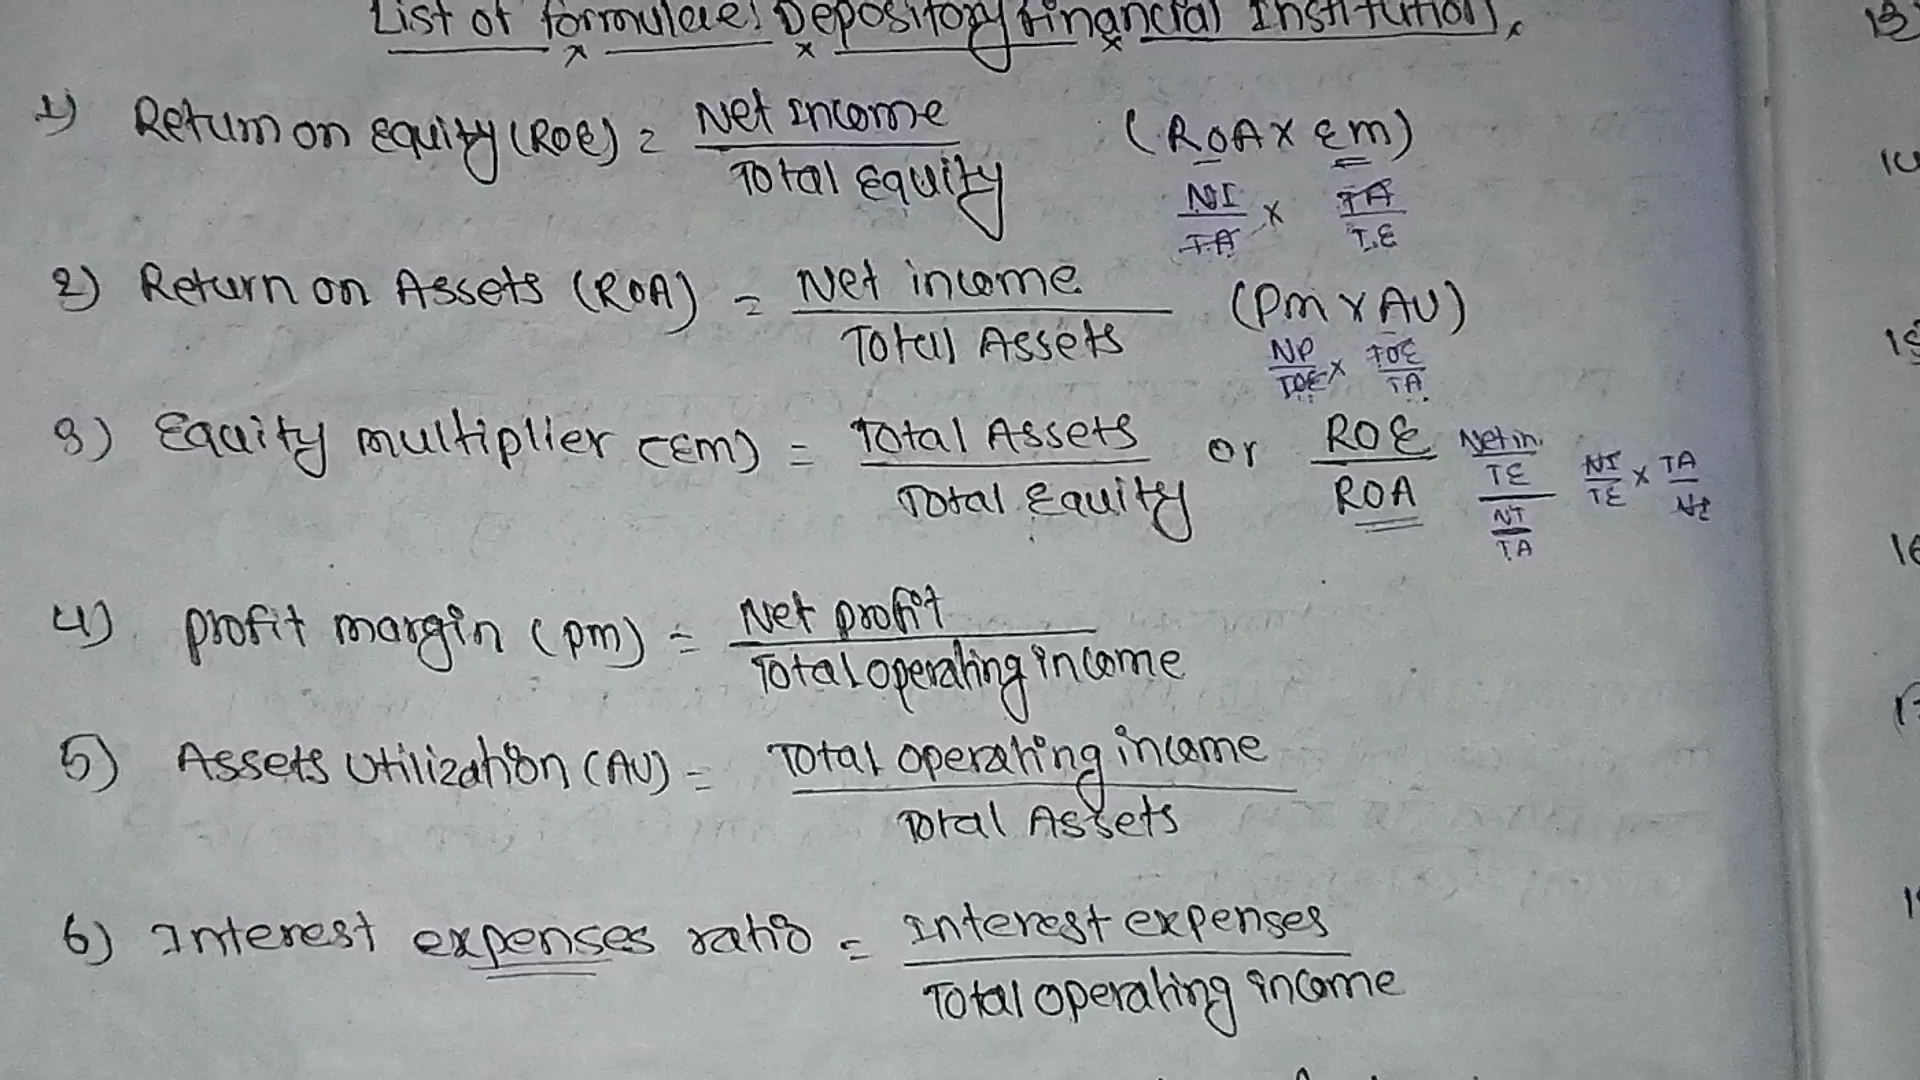 List of formulae: Depository Financial Institution
1) Return on Equity (ROE) = Net Income / Total Equity (ROA X EM)
NI / TA X TA / T.E
2) Return on Assets (ROA) = Net income / Total Assets (PM X AU)
NP / TOE X TOE / TA
3) Equity multiplier (EM) = Total Assets / Total Equity or ROE / ROA Net in. / TE / NI / TA NI / TE X TA / NI
4) profit margin (pm) = Net profit / Total operating income
5) Assets Utilization (AU) = Total operating income / Total Assets
6) Interest expenses ratio = Interest expenses / Total operating income
13
16